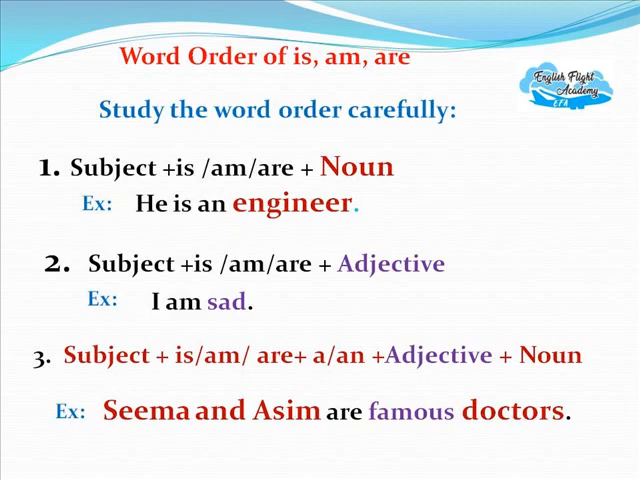 Word Order of is, am, are
English Flight
Academy
E.F.A
Study the word order carefully:
1. Subject +is /am/are + Noun
Ex: He is an engineer.
2. Subject +is /am/are + Adjective
Ex: I am sad.
3. Subject + is/am/ are+ a/an +Adjective + Noun
Ex: Seema and Asim are famous doctors.